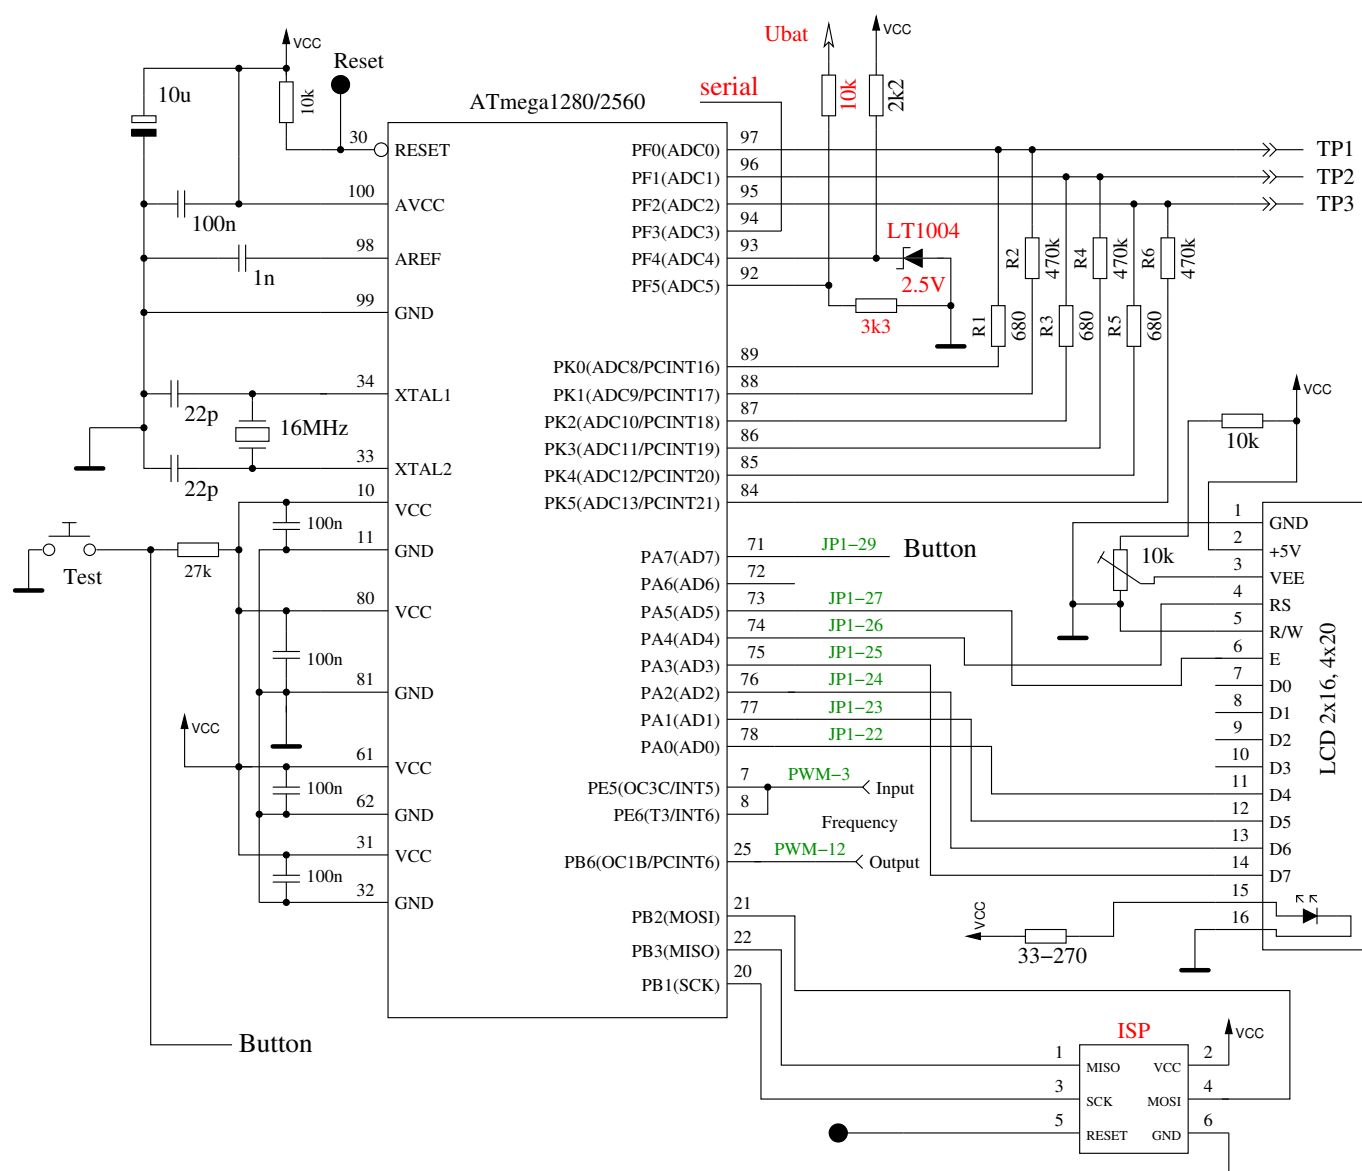 VCC
Reset
10u
10k
ATmega1280/2560
serial
Ubat
10k
VCC
2k2
30
RESET
100
AVCC
100n
98
AREF
1n
99
GND
34
XTAL1
22p
16MHz
33
XTAL2
22p
10
VCC
100n
11
GND
Test
27k
80
VCC
100n
81
GND
VCC
61
VCC
100n
62
GND
31
VCC
100n
32
GND
Button
PF0(ADC0)
97
TP1
PF1(ADC1)
96
TP2
PF2(ADC2)
95
TP3
PF3(ADC3)
94
PF4(ADC4)
93
LT1004
2.5V
PF5(ADC5)
92
3k3
R2
470k
R4
470k
R6
470k
R1
680
R3
680
R5
680
PK0(ADC8/PCINT16)
89
PK1(ADC9/PCINT17)
88
PK2(ADC10/PCINT18)
87
PK3(ADC11/PCINT19)
86
PK4(ADC12/PCINT20)
85
PK5(ADC13/PCINT21)
84
PA7(AD7)
71
JP1-29
Button
PA6(AD6)
72
PA5(AD5)
73
JP1-27
PA4(AD4)
74
JP1-26
PA3(AD3)
75
JP1-25
PA2(AD2)
76
JP1-24
PA1(AD1)
77
JP1-23
PA0(AD0)
78
JP1-22
PE5(OC3C/INT5)
7
PWM-3
Input
PE6(T3/INT6)
8
Frequency
PB6(OC1B/PCINT6)
25
PWM-12
Output
PB2(MOSI)
21
PB3(MISO)
22
PB1(SCK)
20
VCC
10k
10k
1
GND
2
+5V
3
VEE
4
RS
5
R/W
6
E
7
D0
8
D1
9
D2
10
D3
11
D4
12
D5
13
D6
14
D7
15
16
LCD 2x16, 4x20
VCC
33-270
ISP
VCC
1
MISO
VCC
2
3
SCK
MOSI
4
5
RESET
GND
6